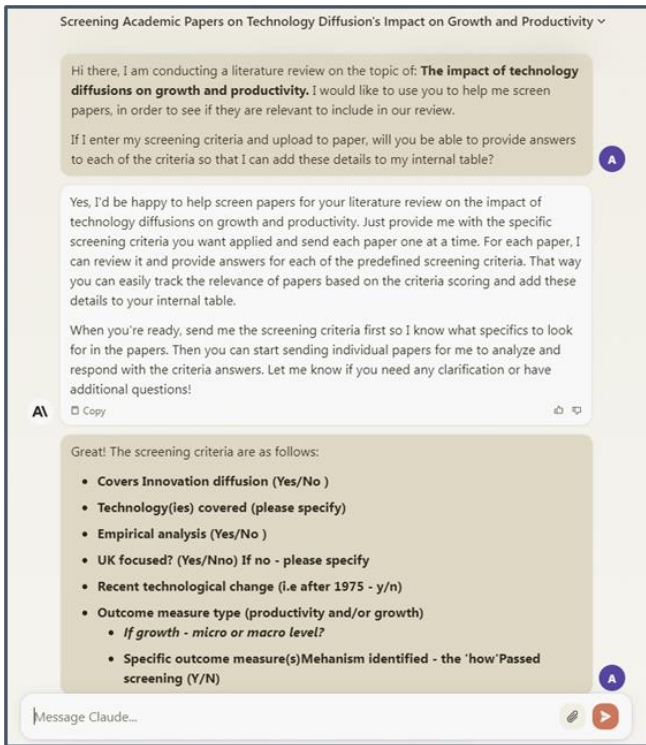 Screening Academic Papers on Technology Diffusion's Impact on Growth and Productivity
Hi there, I am conducting a literature review on the topic of: The impact of technology
diffusions on growth and productivity. I would like to use you to help me screen
papers, in order to see if they are relevant to include in our review.
If I enter my screening criteria and upload to paper, will you be able to provide answers
to each of the criteria so that I can add these details to my internal table?
A
Yes, I'd be happy to help screen papers for your literature review on the impact of
technology diffusions on growth and productivity. Just provide me with the specific
screening criteria you want applied and send each paper one at a time. For each paper, I
can review it and provide answers for each of the predefined screening criteria. That way
you can easily track the relevance of papers based on the criteria scoring and add these
details to your internal table.
When you're ready, send me the screening criteria first so I know what specifics to look
for in the papers. Then you can start sending individual papers for me to analyze and
respond with the criteria answers. Let me know if you need any clarification or have
additional questions!
A\
Copy
Great! The screening criteria are as follows:
• Covers Innovation diffusion (Yes/No )
• Technology(ies) covered (please specify)
• Empirical analysis (Yes/No )
• UK focused? (Yes/Nno) If no - please specify
• Recent technological change (i.e after 1975 - y/n)
• Outcome measure type (productivity and/or growth)
• If growth - micro or macro level?
• Specific outcome measure(s)Mehanism identified - the 'how'Passed
screening (Y/N)
A
Message Claude...